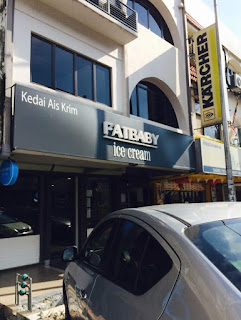 Kedai Ais Krim
FATBABY
ice cream
KÄRCHER